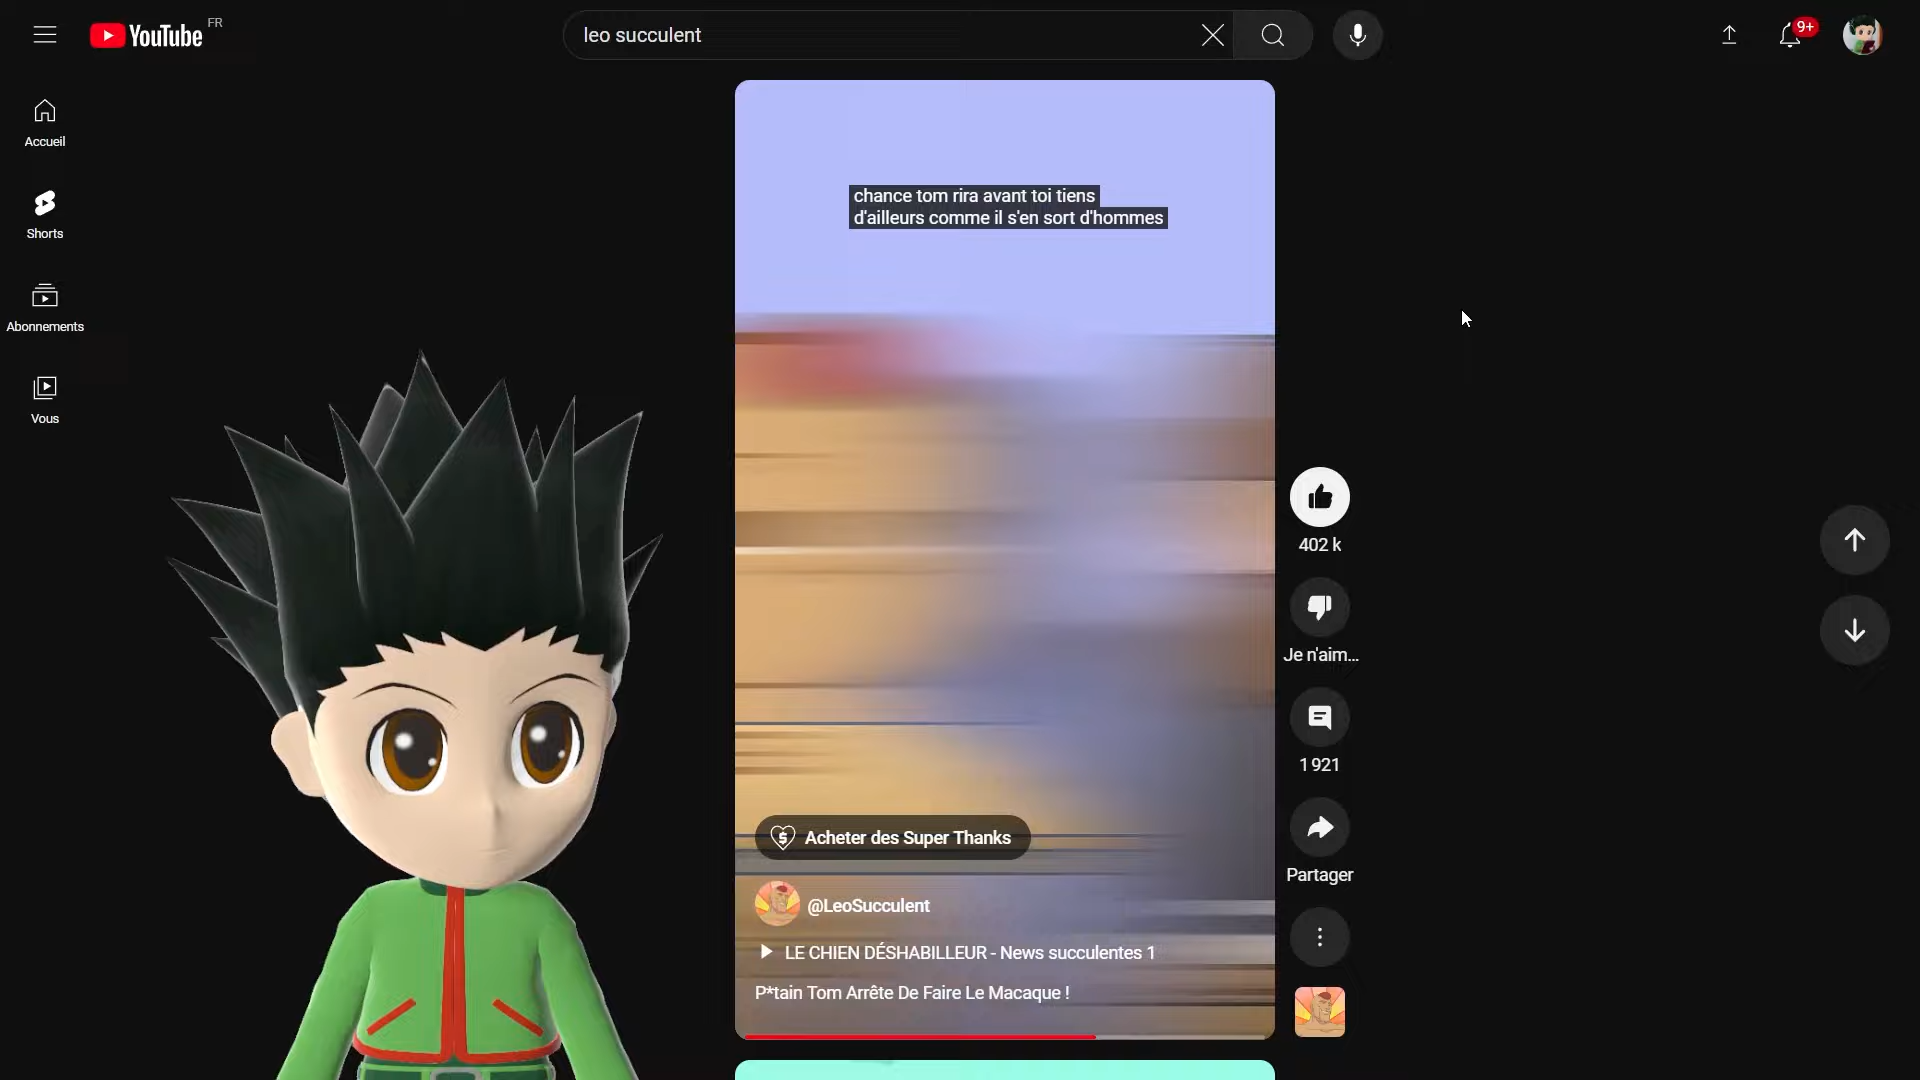 YouTube FR
leo succulent
9+
Accueil
Shorts
Abonnements
Vous
chance tom rira avant toi tiens
d'ailleurs comme il s'en sort d'hommes
402 k
Je n'aim...
1 921
Partager
Acheter des Super Thanks
@LeoSucculent
LE CHIEN DÉSHABILLEUR - News succulentes 1
P*tain Tom Arrête De Faire Le Macaque !